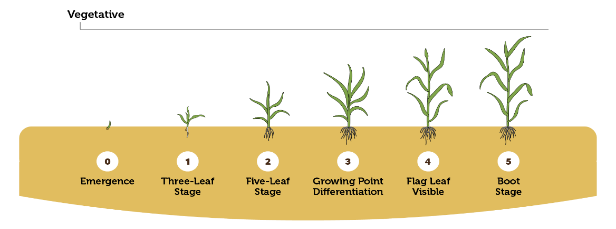 Vegetative
0 1 2 3 4 5
Emergence Three-Leaf Five-Leaf Growing Point Flag Leaf Boot
Stage Stage Differentiation Visible Stage